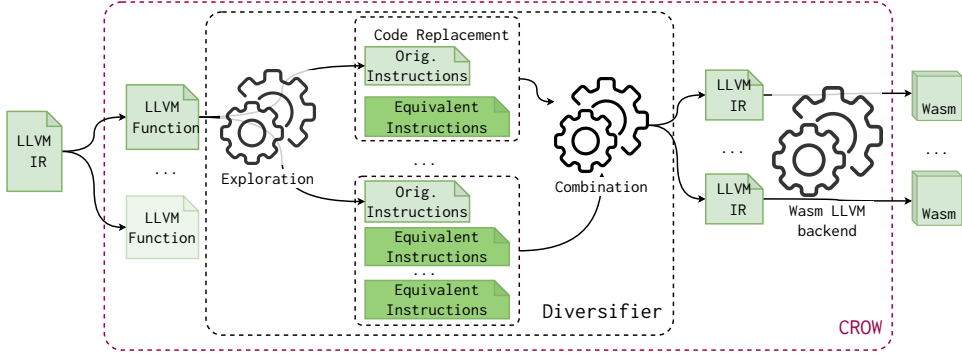 LLVM
IR
LLVM
Function
...
LLVM
Function
Exploration
Code Replacement
Orig.
Instructions
Equivalent
Instructions
...
Orig.
Instructions
Equivalent
Instructions
...
Equivalent
Instructions
Combination
Diversifier
LLVM
IR
...
LLVM
IR
Wasm LLVM
backend
Wasm
...
Wasm
CROW